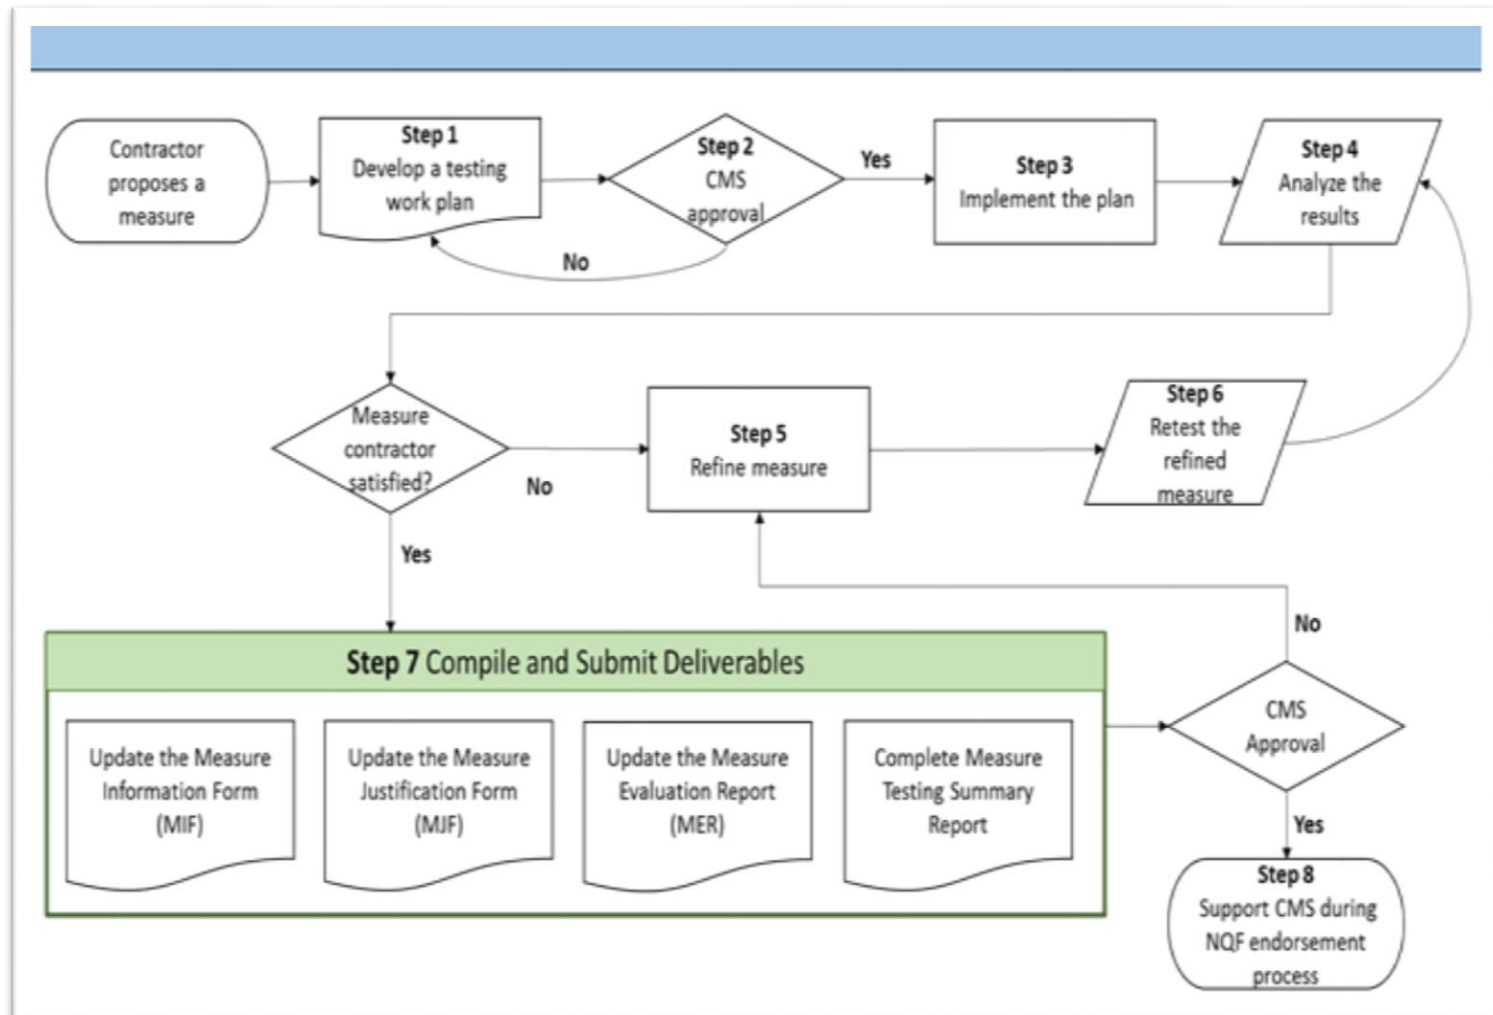 Contractor
proposes a
measure
Step 1
Develop a testing
work plan
Step 2
CMS
approval
Yes
No
Step 3
Implement the plan
Step 4
Analyze the
results
Measure
contractor
satisfied?
No
Yes
Step 5
Refine measure
Step 6
Retest the
refined
measure
Step 7 Compile and Submit Deliverables
Update the Measure
Information Form
(MIF)
Update the Measure
Justification Form
(MJF)
Update the Measure
Evaluation Report
(MER)
Complete Measure
Testing Summary
Report
No
CMS
Approval
Yes
Step 8
Support CMS during
NQF endorsement
process